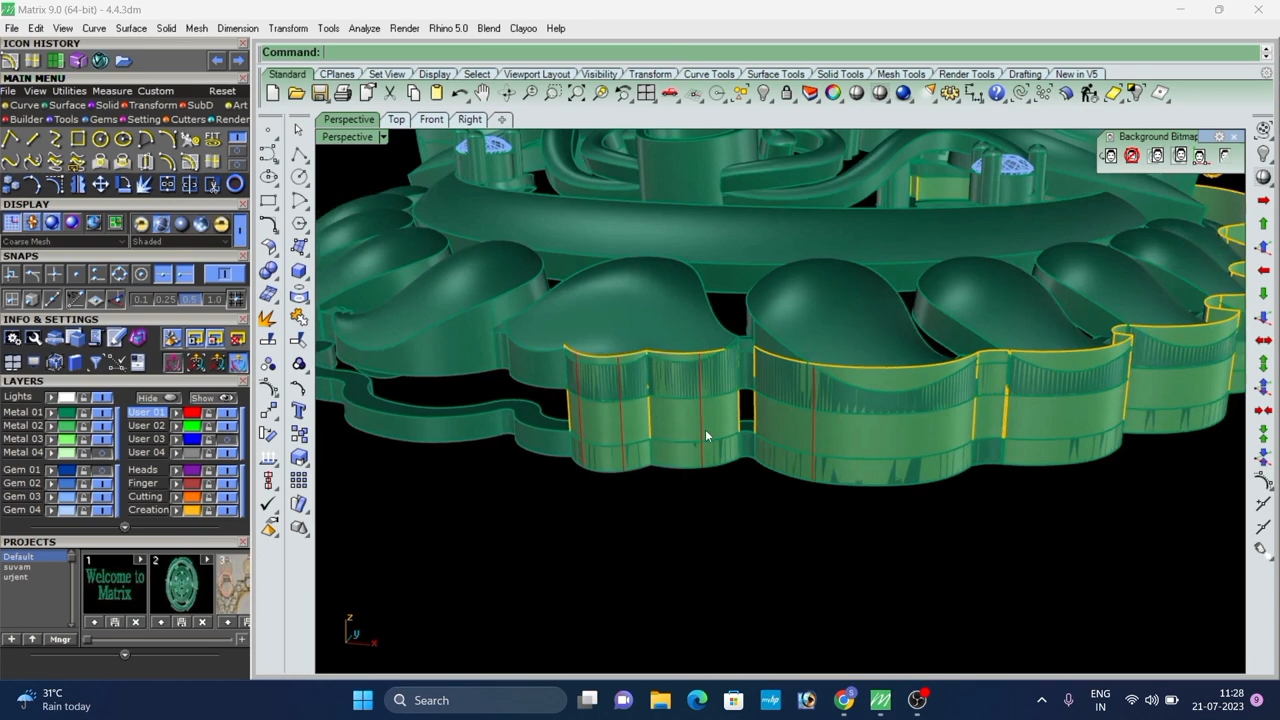 Matrix 9.0 (64-bit) - 4.4.3dm
File Edit View Curve Surface Solid Mesh Dimension Transform Tools Analyze Render Rhino 5.0 Blend Clayoo Help
ICON HISTORY
Command:
MAIN MENU
File View Utilities Measure Custom Reset
Curve Surface Solid Transform SubD Art
Builder Tools Gems Setting Cutters Render
Standard CPlanes Set View Display Select Viewport Layout Visibility Transform Curve Tools Surface Tools Solid Tools Mesh Tools Render Tools Drafting New in V5
Perspective Top Front Right
Perspective
Background Bitmap
FIT
DISPLAY
Coarse Mesh Shaded
SNAPS
0.1 0.25 0.5 1.0
INFO & SETTINGS
LAYERS
Lights Hide Show
Metal 01 User 01
Metal 02 User 02
Metal 03 User 03
Metal 04 User 04
Gem 01 Heads
Gem 02 Finger
Gem 03 Cutting
Gem 04 Creation
PROJECTS
Default
suvam
urjent
1 2 3
Welcome to
Matrix
Mngr
z
y
x
31°C
Rain today
Search
ENG
IN
11:28
21-07-2023
9